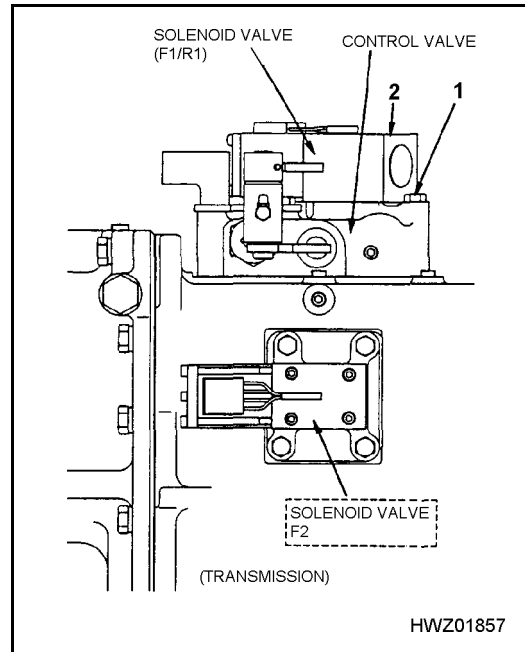 SOLENOID VALVE
(F1/R1)
CONTROL VALVE
2
1
SOLENOID VALVE
F2
(TRANSMISSION)
HWZ01857